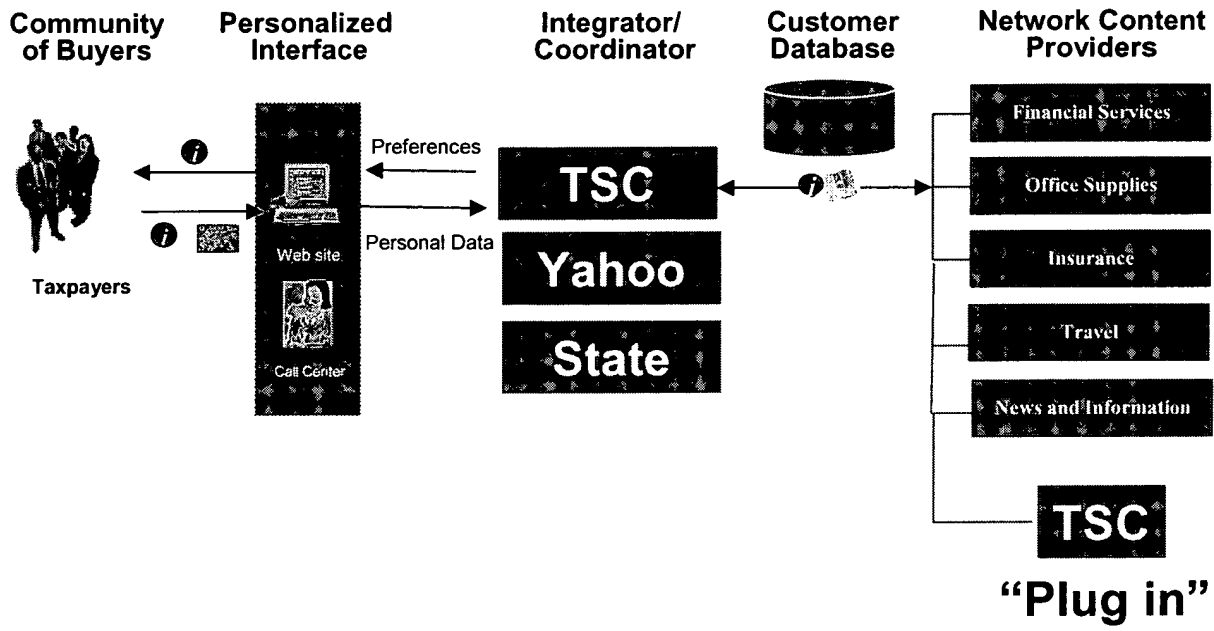 Community
of Buyers
Personalized
Interface
Integrator/
Coordinator
Customer
Database
Network Content
Providers
i
i
Taxpayers
Web site
Call Center
Preferences
Personal Data
TSC
Yahoo
State
i
Financial Services
Office Supplies
Insurance
Travel
News and Information
TSC
“Plug in”